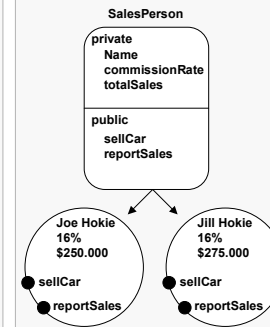 SalesPerson
private
Name
commissionRate
totalSales
public
sellCar
reportSales
Joe Hokie
16%
$250.000
sellCar
reportSales
Jill Hokie
16%
$275.000
sellCar
reportSales